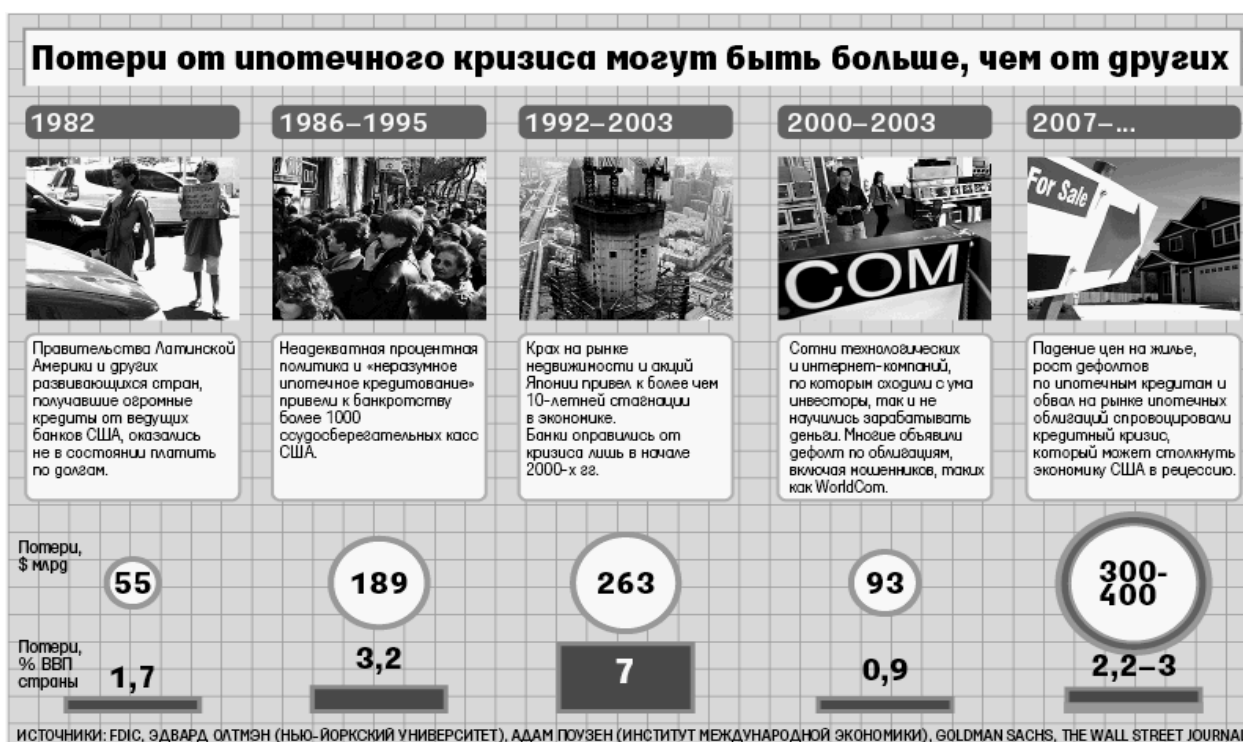 Потери от ипотечного кризиса могут быть больше, чем от других
1982
Правительства Латинской
Америки и других
развивающихся стран,
получавшие огромные
кредиты от ведущих
банков США, оказались
не в состоянии платить
по долгам.
1986–1995
Неадекватная процентная
политика и «неразумное
ипотечное кредитование»
привели к банкротству
более 1000
ссудосберегательных касс
США.
1992–2003
Крах на рынке
недвижимости и акций
Японии привел к более чем
10-летней стагнации
в экономике.
Банки оправились от
кризиса лишь в начале
2000-х гг.
2000–2003
COM
Сотни технологических
и интернет-компаний,
по которым сходили с ума
инвесторы, так и не
научились зарабатывать
деньги. Многие объявили
дефолт по облигациям,
включая мошенников, таких
как WorldCom.
2007–...
For Sale
Падение цен на жилье,
рост дефолтов
по ипотечным кредитам и
обвал на рынке ипотечных
облигаций спровоцировали
кредитный кризис,
который может столкнуть
экономику США в рецессию.
Потери,
$ млрд
55
189
263
93
300-
400
Потери,
% ВВП
страны
1,7
3,2
7
0,9
2,2–3
ИСТОЧНИКИ: FDIC, ЭДВАРД ОЛТМЭН (НЬЮ-ЙОРКСКИЙ УНИВЕРСИТЕТ), АДАМ ПОУЗЕН (ИНСТИТУТ МЕЖДУНАРОДНОЙ ЭКОНОМИКИ), GOLDMAN SACHS, THE WALL STREET JOURNAL